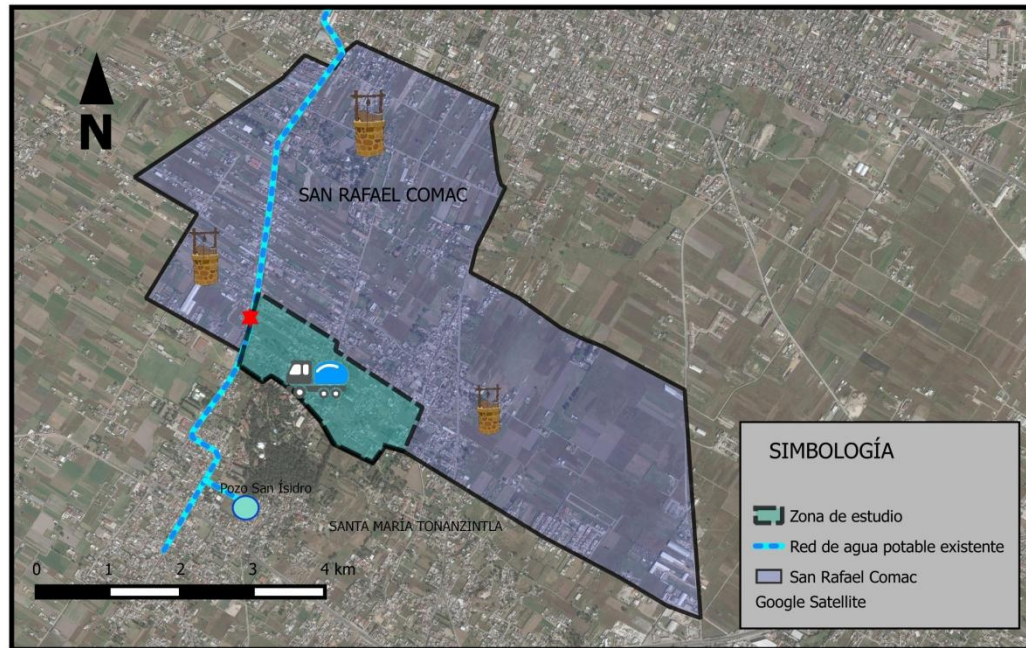 N
SAN RAFAEL COMAC
Pozo San Ísidro
SANTA MARÍA TONANZINTLA
0 1 2 3 4 km
SIMBOLOGÍA
Zona de estudio
Red de agua potable existente
San Rafael Comac
Google Satellite